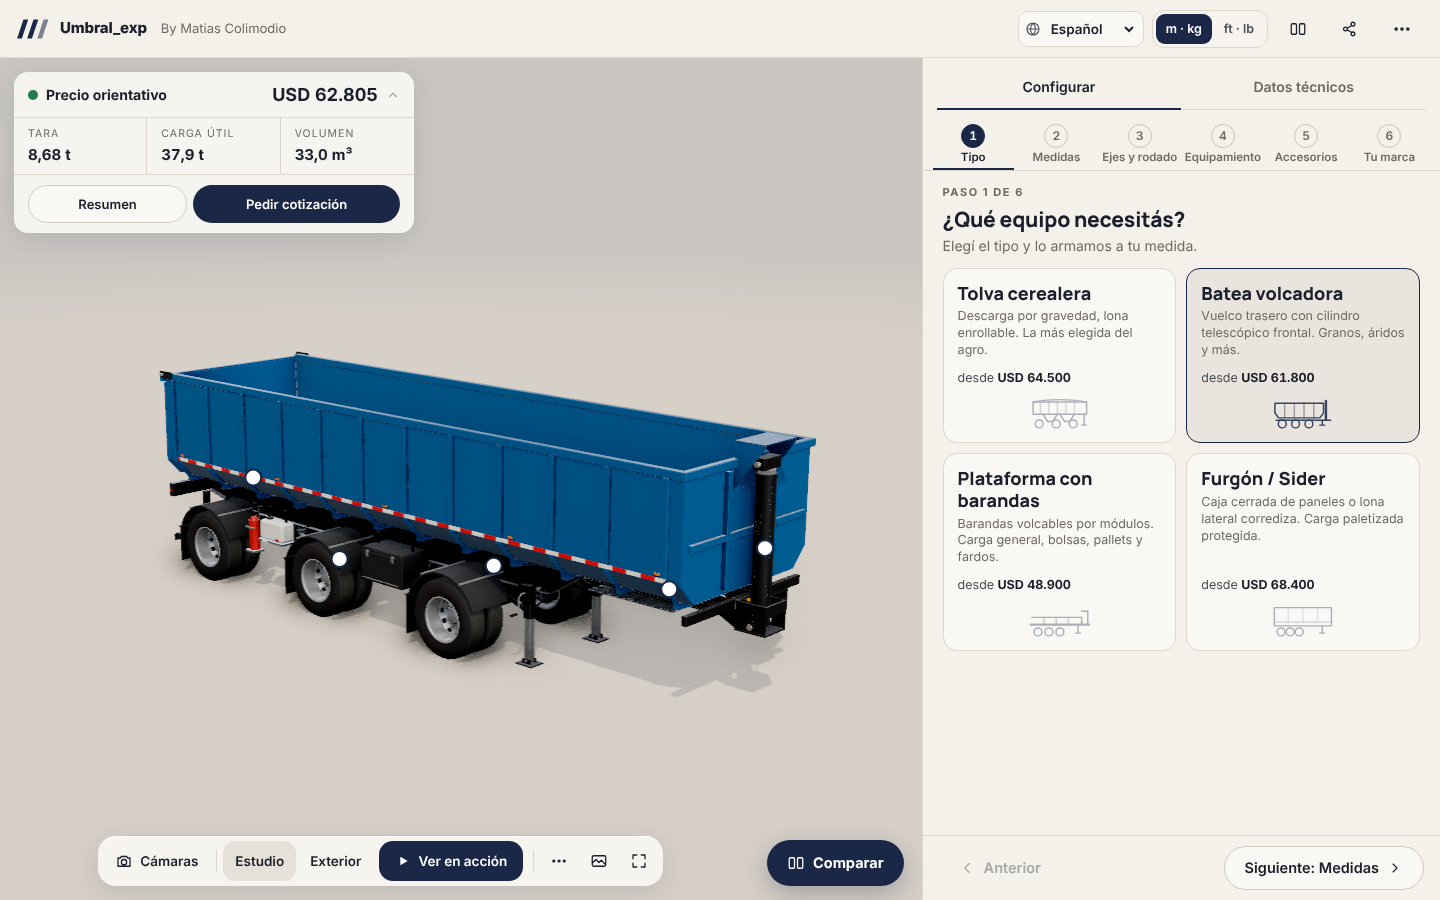 Umbral_exp By Matias Colimodio
Español
m · kg ft · lb
Precio orientativo USD 62.805
TARA CARGA ÚTIL VOLUMEN
8,68 t 37,9 t 33,0 m³
Resumen Pedir cotización
Configurar Datos técnicos
1 2 3 4 5 6
Tipo Medidas Ejes y rodado Equipamiento Accesorios Tu marca
PASO 1 DE 6
¿Qué equipo necesitás?
Elegí el tipo y lo armamos a tu medida.
Tolva cerealera
Descarga por gravedad, lona
enrollable. La más elegida del
agro.
desde USD 64.500
Batea volcadora
Vuelco trasero con cilindro
telescópico frontal. Granos, áridos
y más.
desde USD 61.800
Plataforma con
barandas
Barandas volcables por módulos.
Carga general, bolsas, pallets y
fardos.
desde USD 48.900
Furgón / Sider
Caja cerrada de paneles o lona
lateral corrediza. Carga paletizada
protegida.
desde USD 68.400
Cámaras Estudio Exterior Ver en acción
Comparar
Anterior Siguiente: Medidas